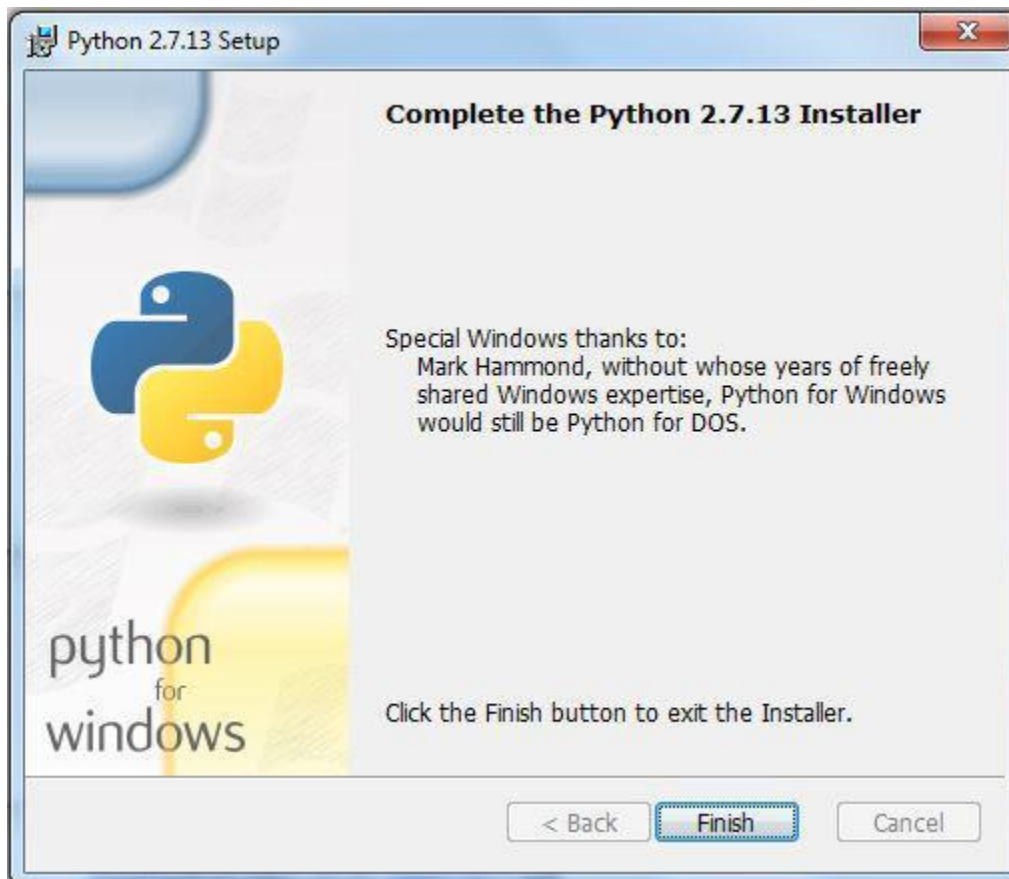 Python 2.7.13 Setup
Complete the Python 2.7.13 Installer
Special Windows thanks to:
Mark Hammond, without whose years of freely
shared Windows expertise, Python for Windows
would still be Python for DOS.
python
for
windows
Click the Finish button to exit the Installer.
< Back
Finish
Cancel